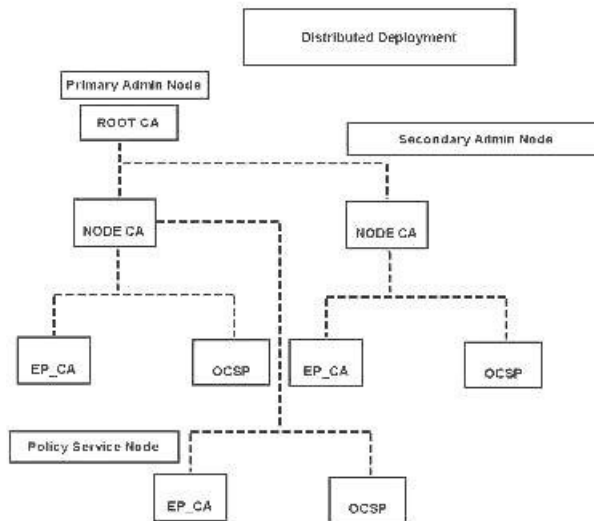 Distributed Deployment
Primary Admin Node
ROOT CA
Secondary Admin Node
NODE CA
NODE CA
EP_CA
OCSP
EP_CA
OCSP
Policy Service Node
EP_CA
OCSP